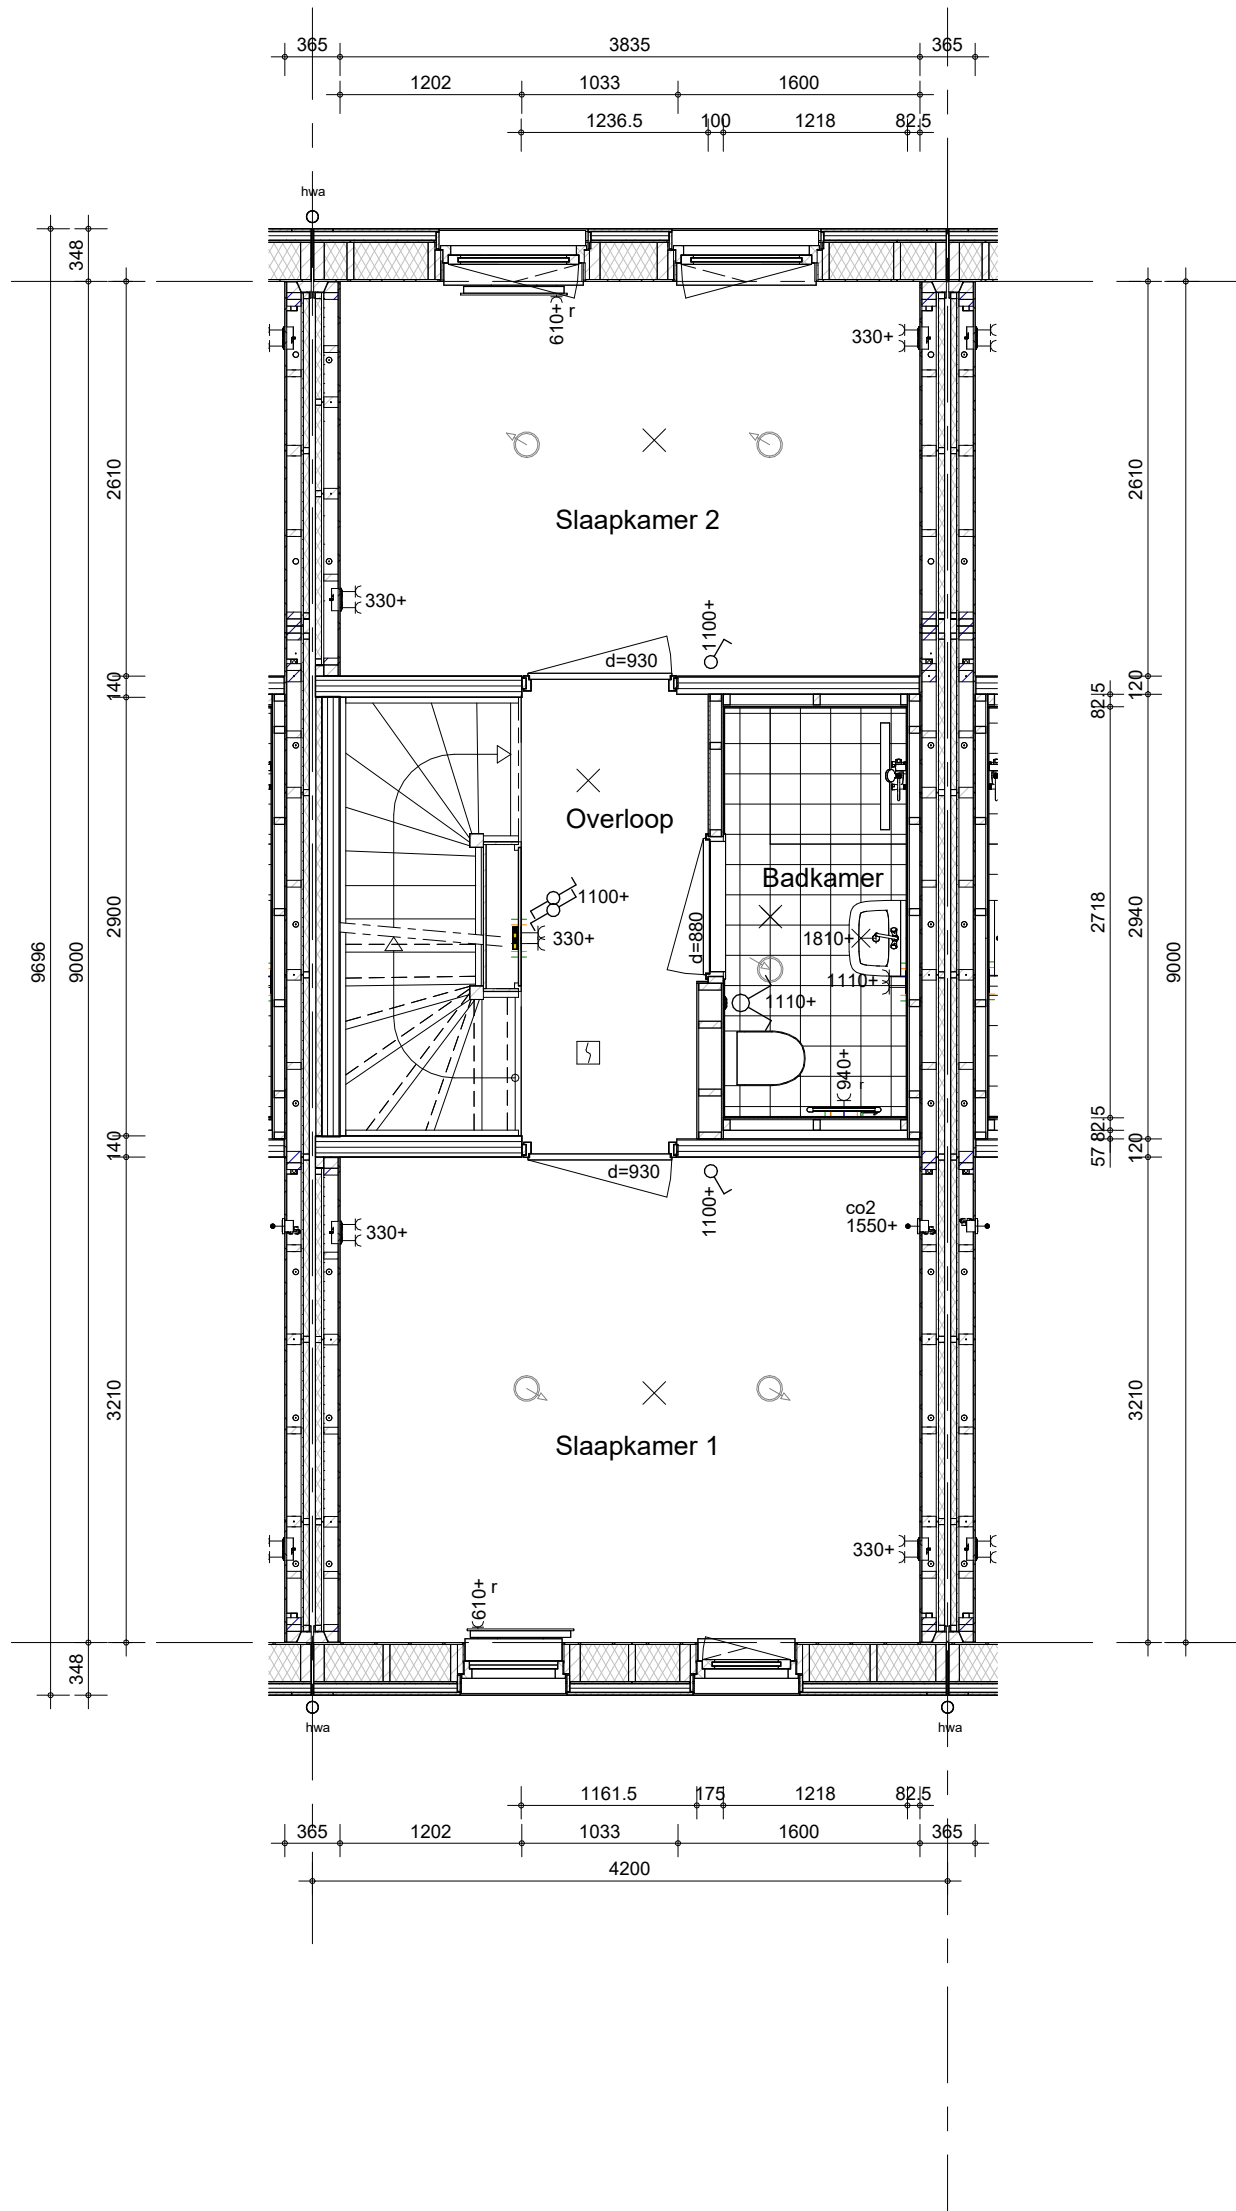 365 3835 365
1202 1033 1600
1236.5 100 1218 82.5
hwa
348
610+ r
330+
2610
2610
9696
9000
9000
Slaapkamer 2
330+
1100+
d=930
140
120
82.5
Overloop
Badkamer
1100+
330+
d=880
1810+
1110+
1110+
940+ r
2900
2718
2940
140
82.5
57
120
d=930
1100+
co2
1550+
330+
3210
3210
Slaapkamer 1
330+
610+ r
348
hwa
hwa
1161.5 175 1218 82.5
365 1202 1033 1600 365
4200